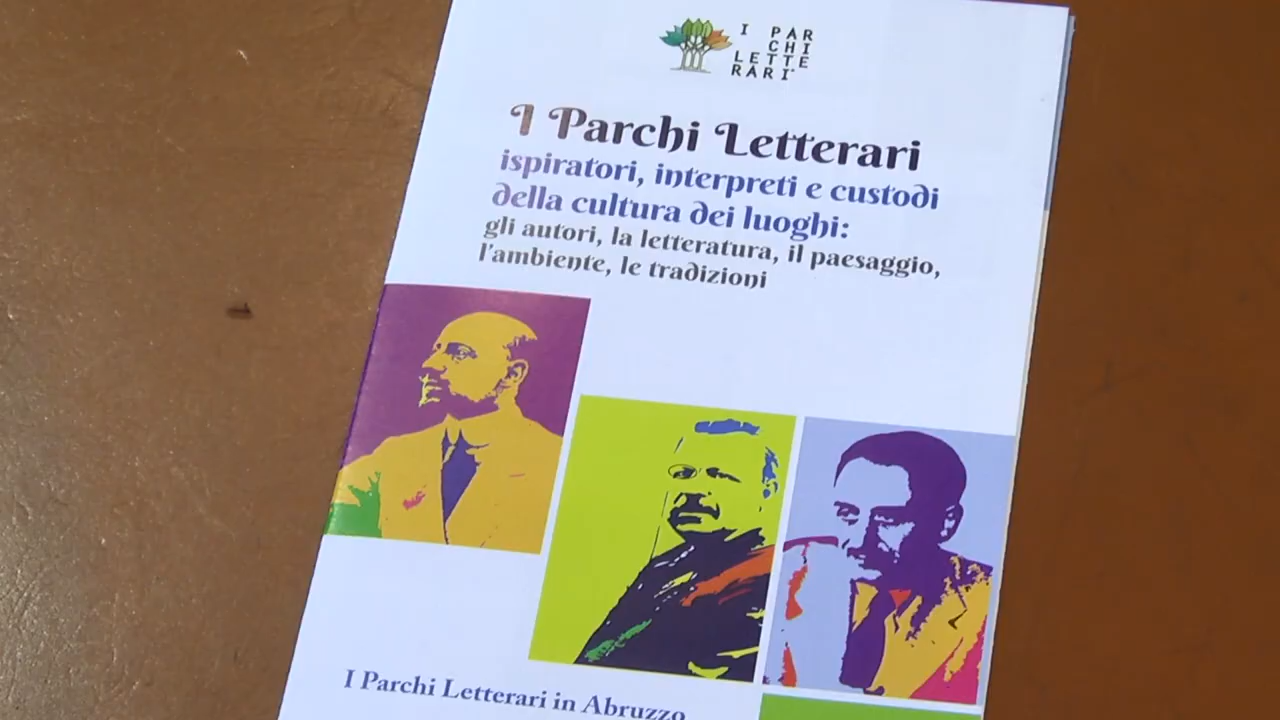 I PAR
CHI
LETTE
RARI
I Parchi Letterari
ispiratori, interpreti e custodi
della cultura dei luoghi:
gli autori, la letteratura, il paesaggio,
l'ambiente, le tradizioni
I Parchi Letterari in Abruzzo